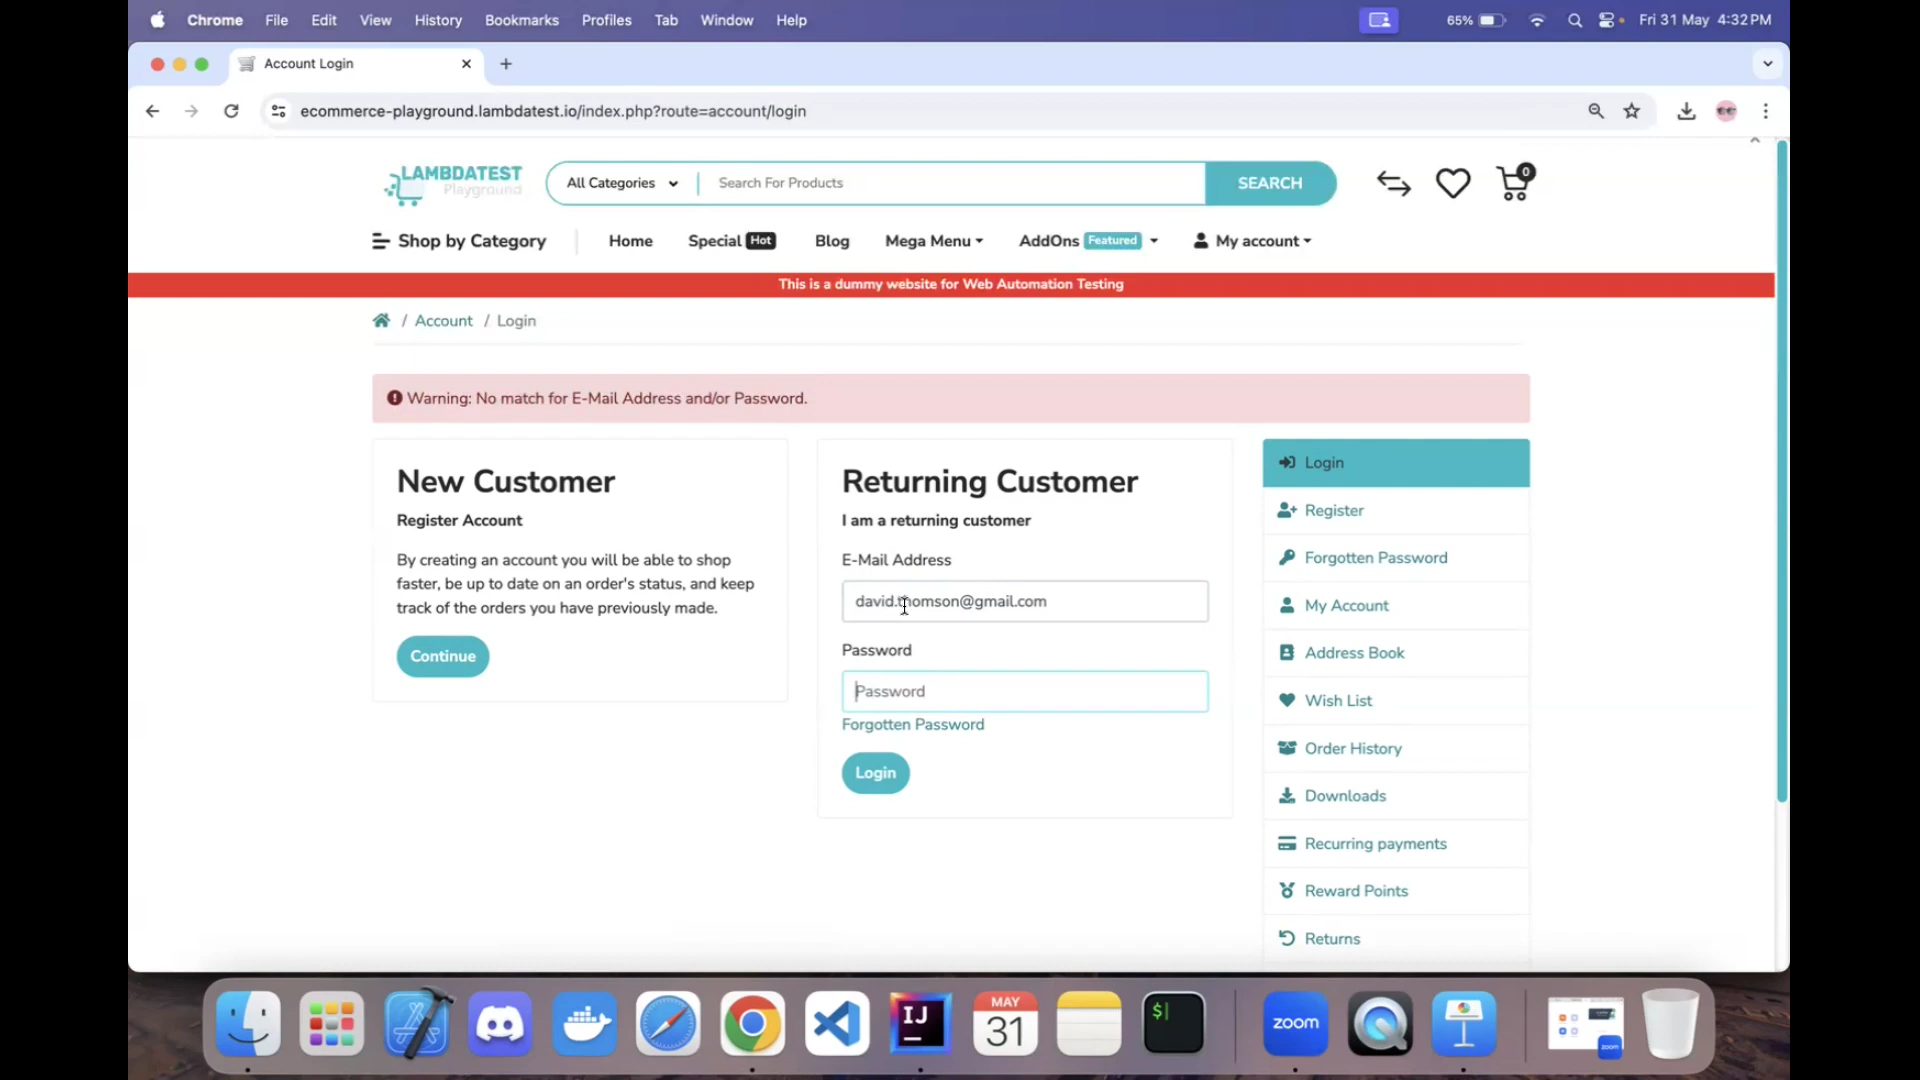 Chrome File Edit View History Bookmarks Profiles Tab Window Help 65% Fri 31 May 4:32 PM
Account Login
ecommerce-playground.lambdatest.io/index.php?route=account/login
LAMBDATEST
Playground
All Categories Search For Products SEARCH 0
Shop by Category Home Special Hot Blog Mega Menu AddOns Featured My account
This is a dummy website for Web Automation Testing
/ Account / Login
Warning: No match for E-Mail Address and/or Password.
New Customer
Register Account
By creating an account you will be able to shop
faster, be up to date on an order's status, and keep
track of the orders you have previously made.
Continue
Returning Customer
I am a returning customer
E-Mail Address
david.thomson@gmail.com
Password
Password
Forgotten Password
Login
Login
Register
Forgotten Password
My Account
Address Book
Wish List
Order History
Downloads
Recurring payments
Reward Points
Returns
IJ
MAY
31
$
zoom
zoom